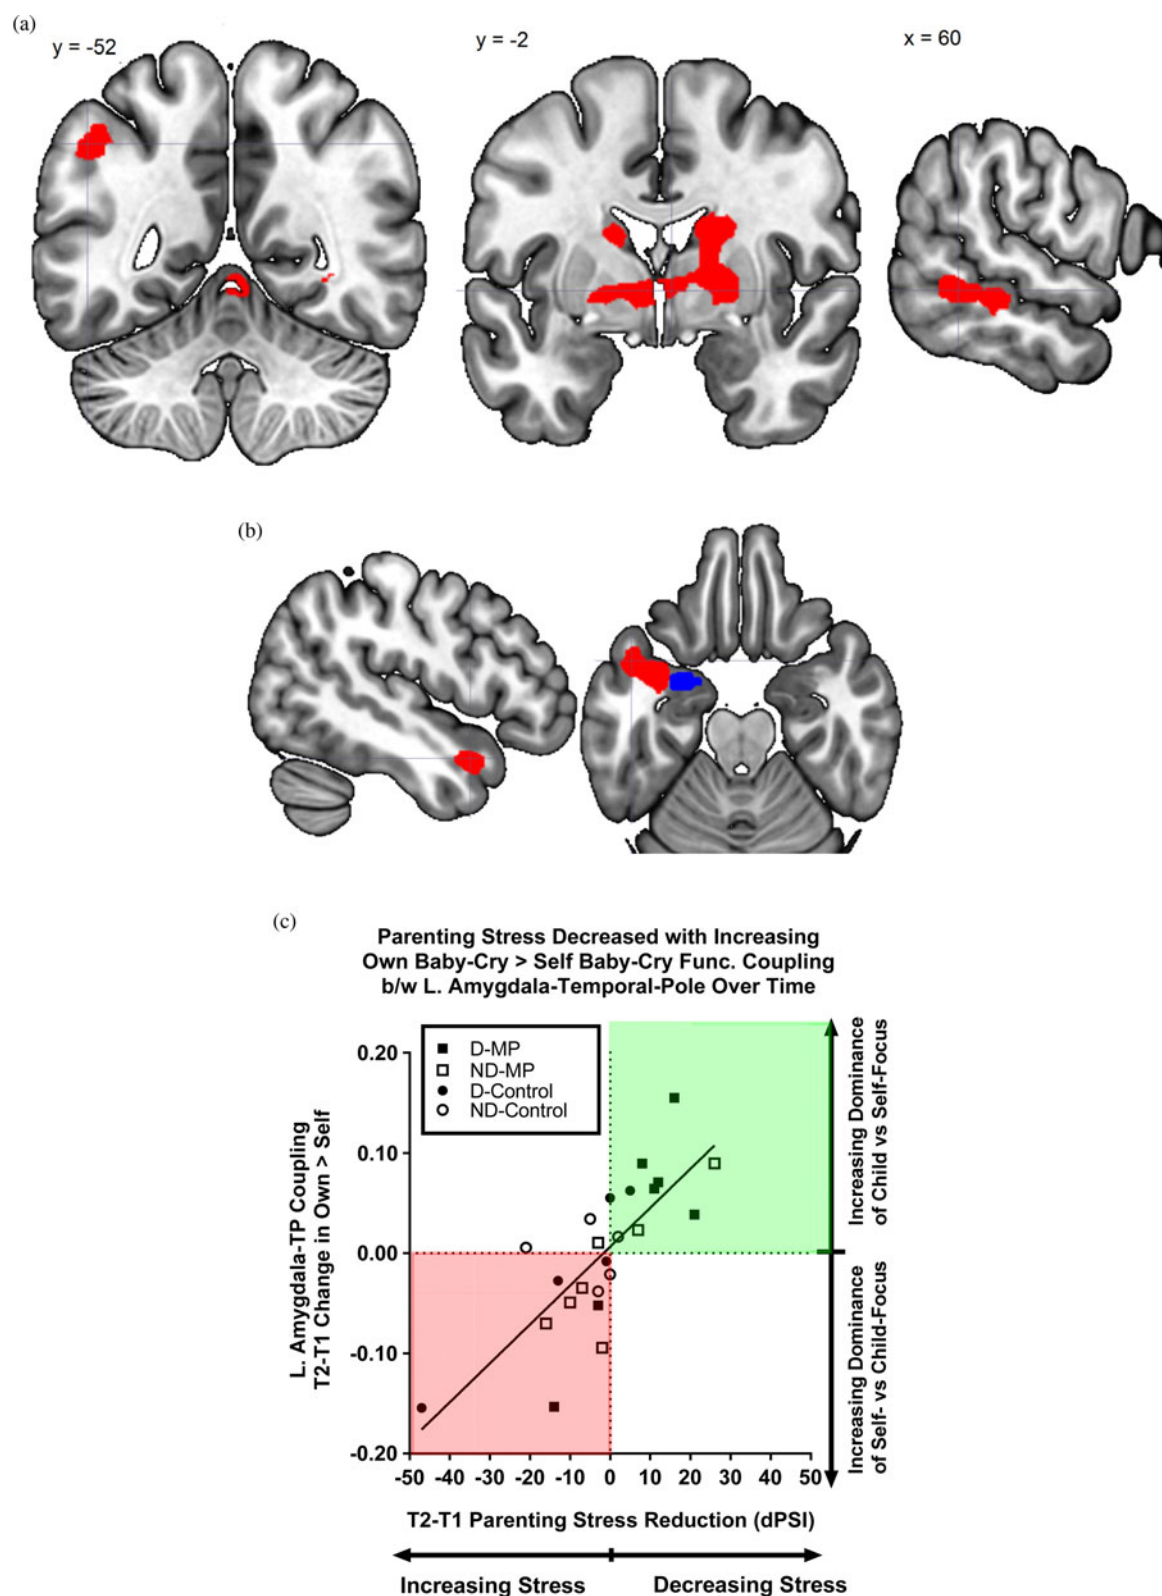 (a)
y = -52
y = -2
x = 60
(b)
(c)
Parenting Stress Decreased with Increasing
Own Baby-Cry > Self Baby-Cry Func. Coupling
b/w L. Amygdala-Temporal-Pole Over Time
D-MP
ND-MP
D-Control
ND-Control
L. Amygdala-TP Coupling
T2-T1 Change in Own > Self
0.20
0.10
0.00
-0.10
-0.20
-50 -40 -30 -20 -10 0 10 20 30 40 50
T2-T1 Parenting Stress Reduction (dPSI)
Increasing Stress
Decreasing Stress
Increasing Dominance
of Child vs Self-Focus
Increasing Dominance
of Self- vs Child-Focus